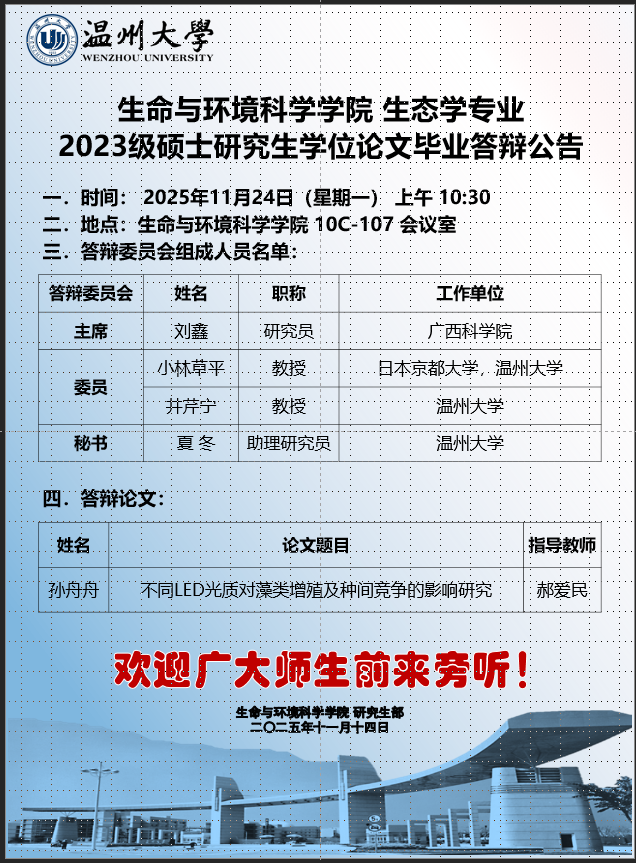 温州大学
WENZHOU UNIVERSITY
生命与环境科学学院 生态学专业
2023级硕士研究生学位论文毕业答辩公告
一．时间： 2025年11月24日（星期一） 上午 10:30
二．地点：生命与环境科学学院 10C-107 会议室
三．答辩委员会组成人员名单：
答辩委员会 姓名 职称 工作单位
主席 刘鑫 研究员 广西科学院
委员 小林草平 教授 日本京都大学，温州大学
井芹宁 教授 温州大学
秘书 夏 冬 助理研究员 温州大学
四．答辩论文：
姓名 论文题目 指导教师
孙舟舟 不同LED光质对藻类增殖及种间竞争的影响研究 郝爱民
欢迎广大师生前来旁听！
生命与环境科学学院 研究生部
二〇二五年十一月十四日